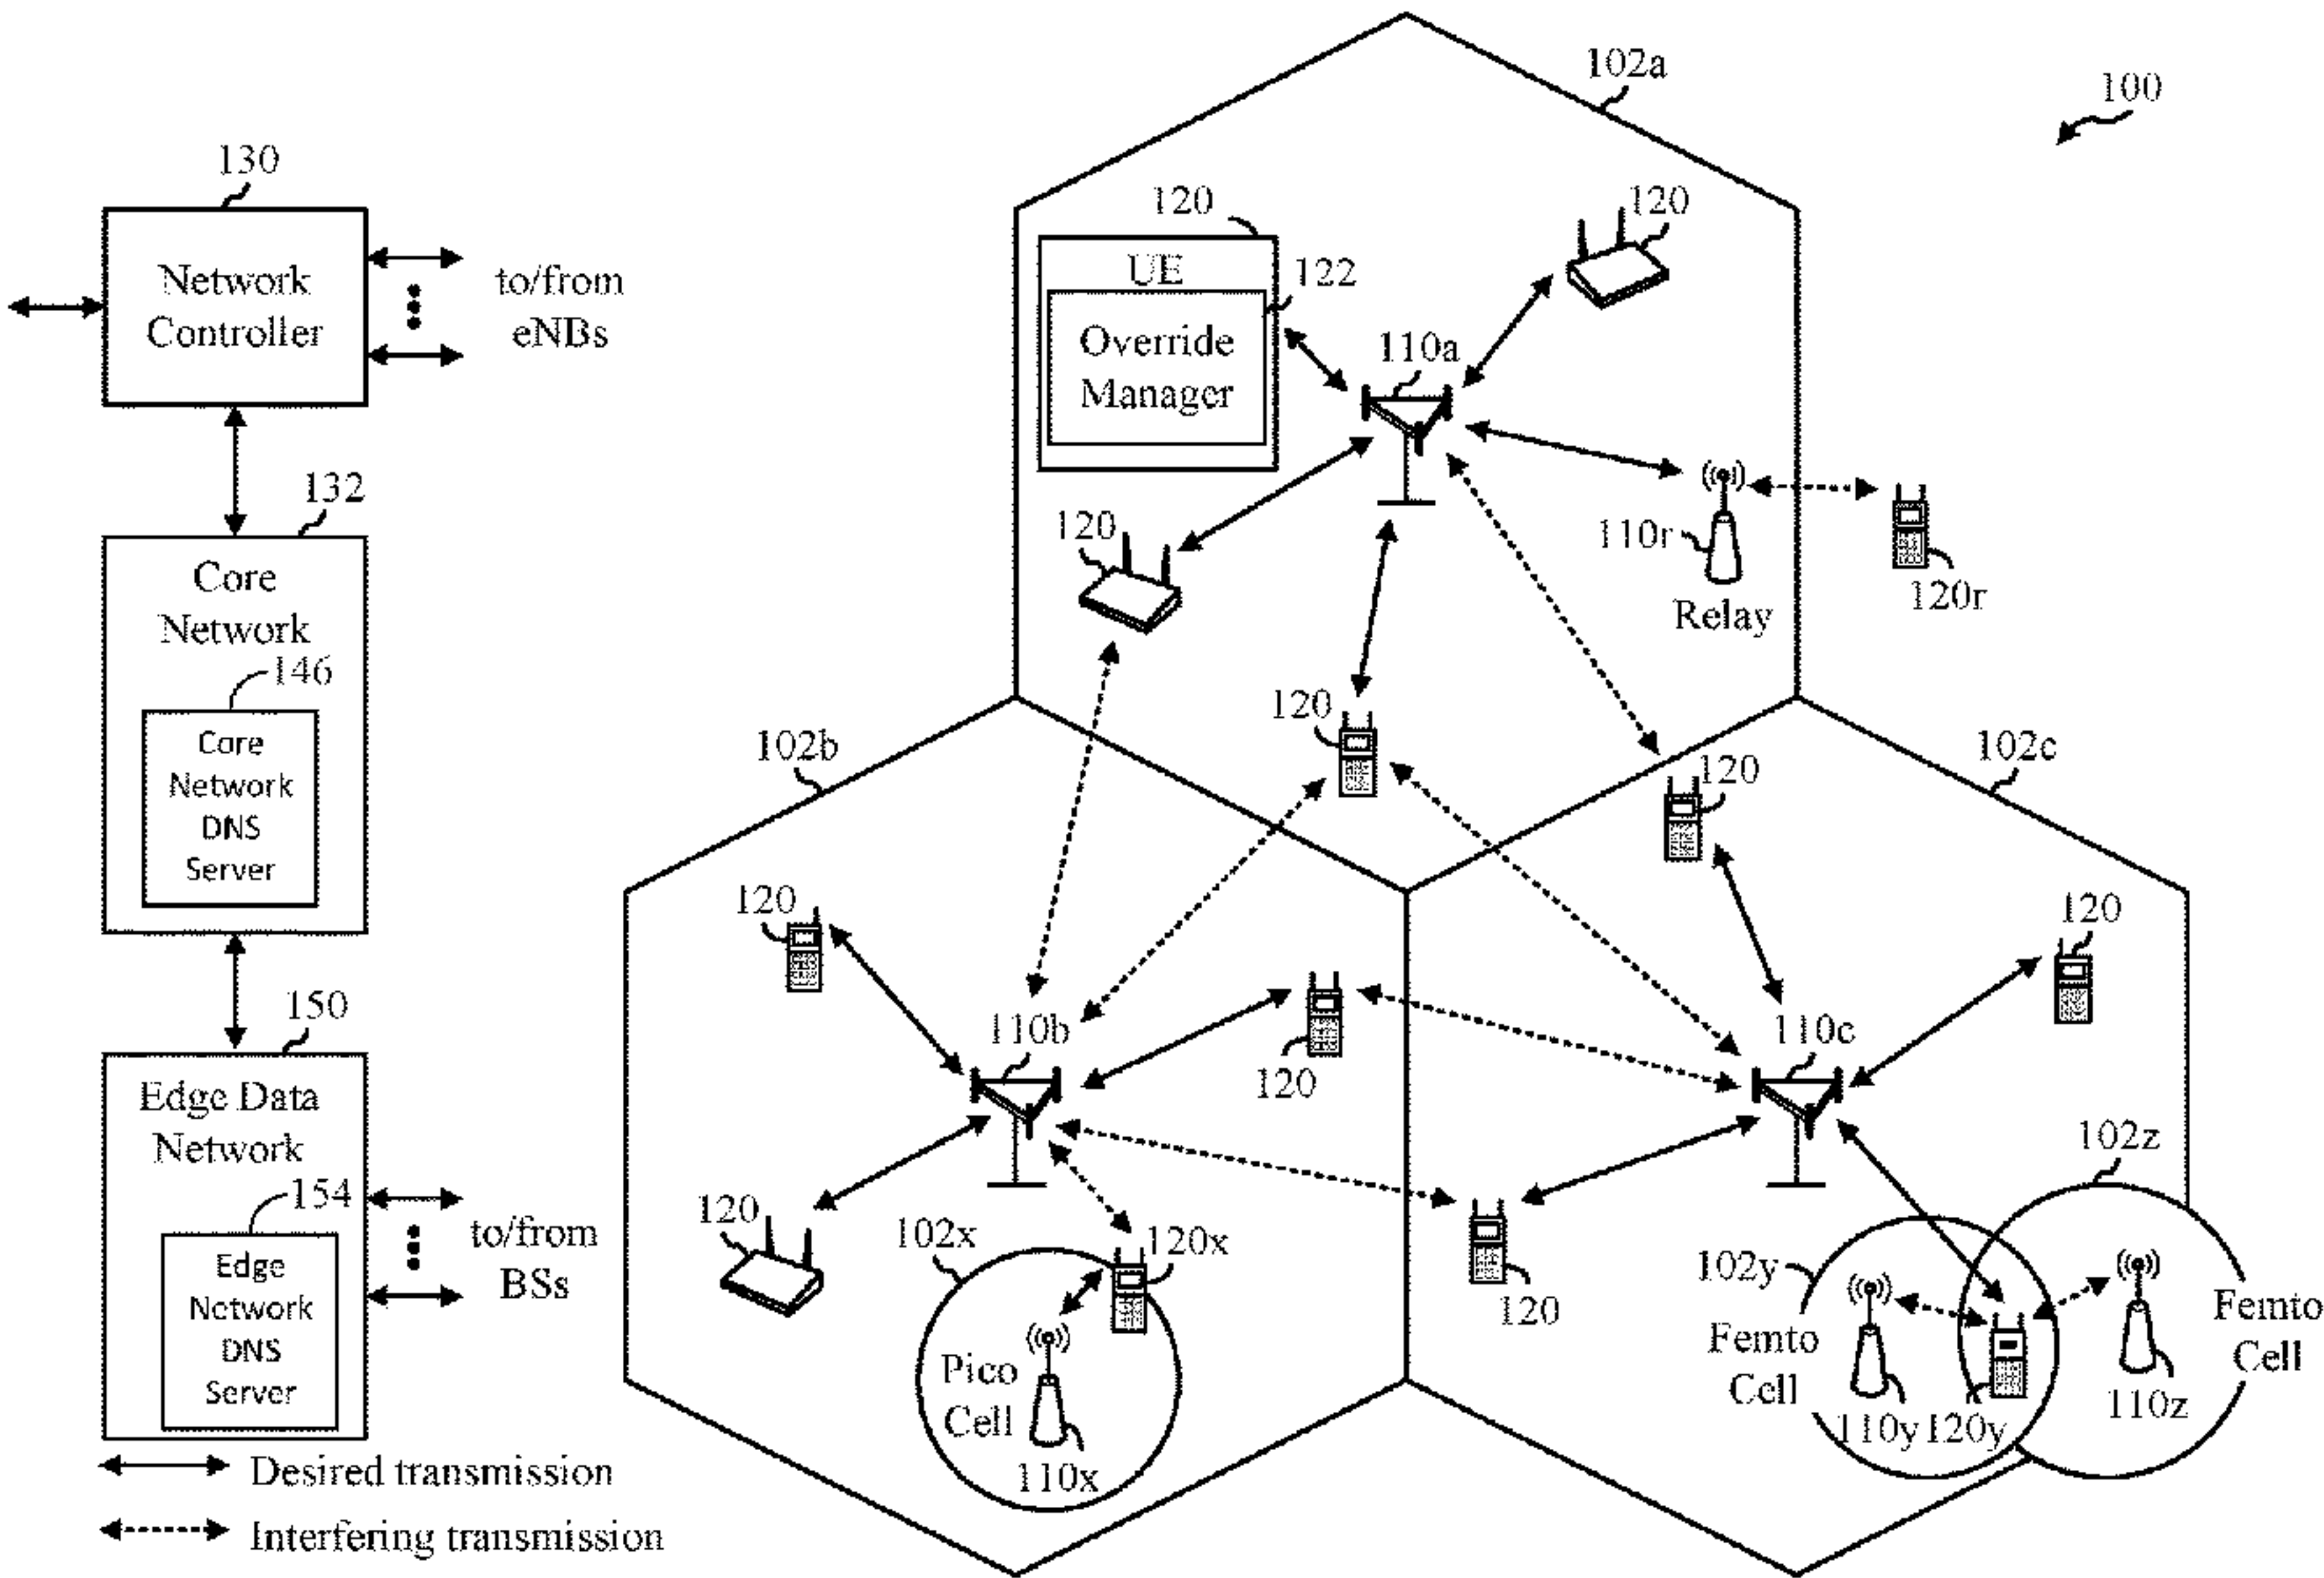 102a
100
130
Network
Controller
to/from
eNBs
120
UE
122
Override
Manager
120
110a
132
Core
Network
146
Core
Network
DNS
Server
120
110r
Relay
120r
120
102b
120
102c
120
120
150
Edge Data
Network
154
Edge
Network
DNS
Server
to/from
BSs
110b
120
110c
102z
120
102x
120x
120
102y
Femto
Cell
Femto
Cell
Pico
Cell
110x
110y
120y
110z
Desired transmission
Interfering transmission